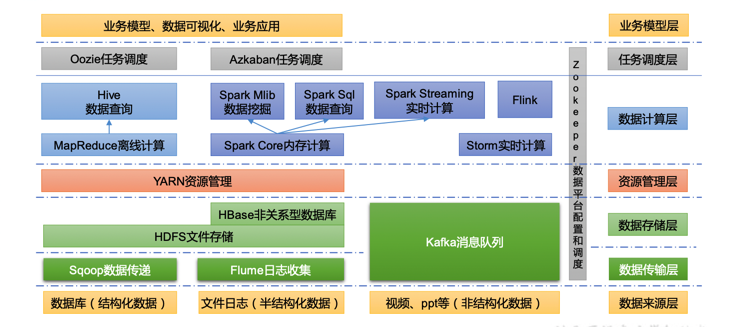 业务模型、数据可视化、业务应用
业务模型层
Oozie任务调度
Azkaban任务调度
任务调度层
Hive
数据查询
Spark Mlib
数据挖掘
Spark Sql
数据查询
Spark Streaming
实时计算
Flink
数据计算层
MapReduce离线计算
Spark Core内存计算
Storm实时计算
Zookeeper数据平台配置和调度
YARN资源管理
资源管理层
HBase非关系型数据库
HDFS文件存储
Kafka消息队列
数据存储层
Sqoop数据传递
Flume日志收集
数据传输层
数据库（结构化数据）
文件日志（半结构化数据）
视频、ppt等（非结构化数据）
数据来源层